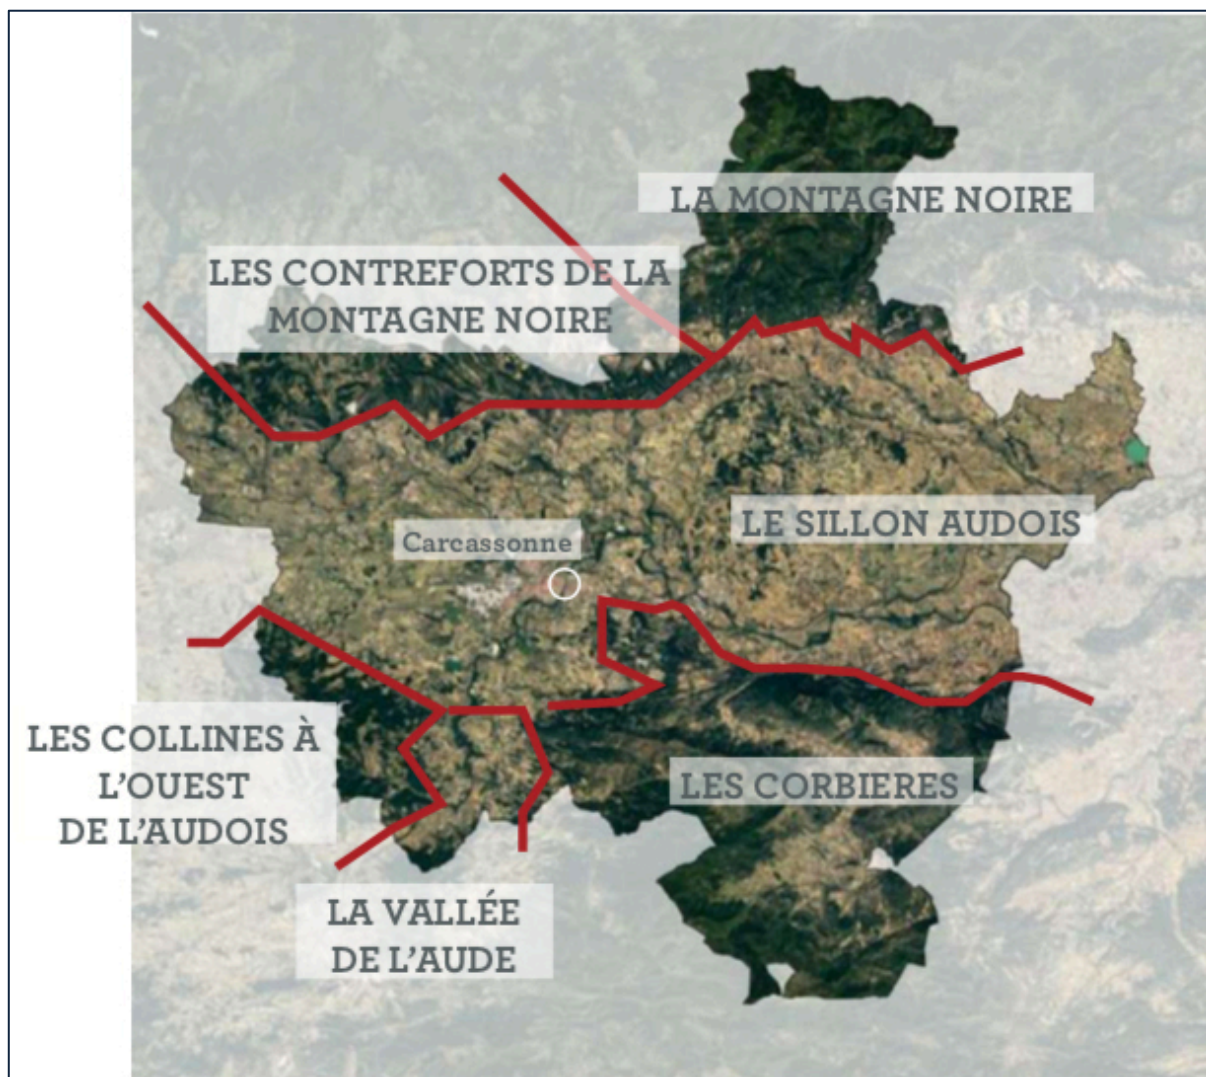 LA MONTAGNE NOIRE
LES CONTREFORTS DE LA
MONTAGNE NOIRE
LE SILLON AUDOIS
Carcassonne
LES COLLINES À
L'OUEST
DE L'AUDOIS
LES CORBIERES
LA VALLÉE
DE L'AUDE